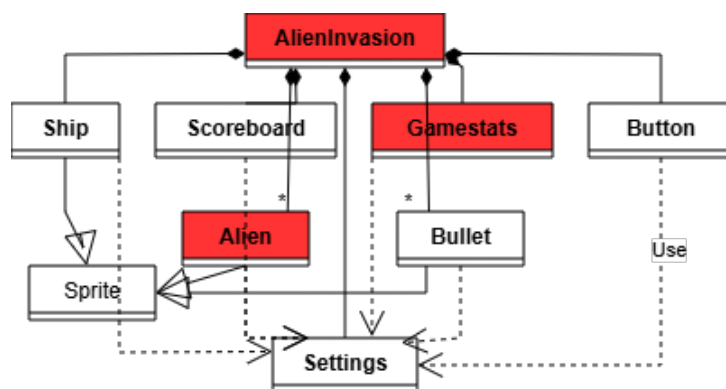 AlienInvasion
Ship
Scoreboard
Gamestats
Button
*
*
Alien
Bullet
Use
Sprite
Settings